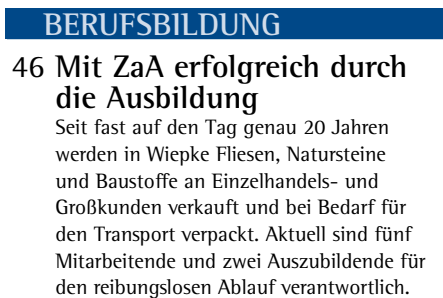 BERUFSBILDUNG
46 Mit ZaA erfolgreich durch
die Ausbildung
Seit fast auf den Tag genau 20 Jahren
werden in Wiepke Fliesen, Natursteine
und Baustoffe an Einzelhandels- und
Großkunden verkauft und bei Bedarf für
den Transport verpackt. Aktuell sind fünf
Mitarbeitende und zwei Auszubildende für
den reibungslosen Ablauf verantwortlich.